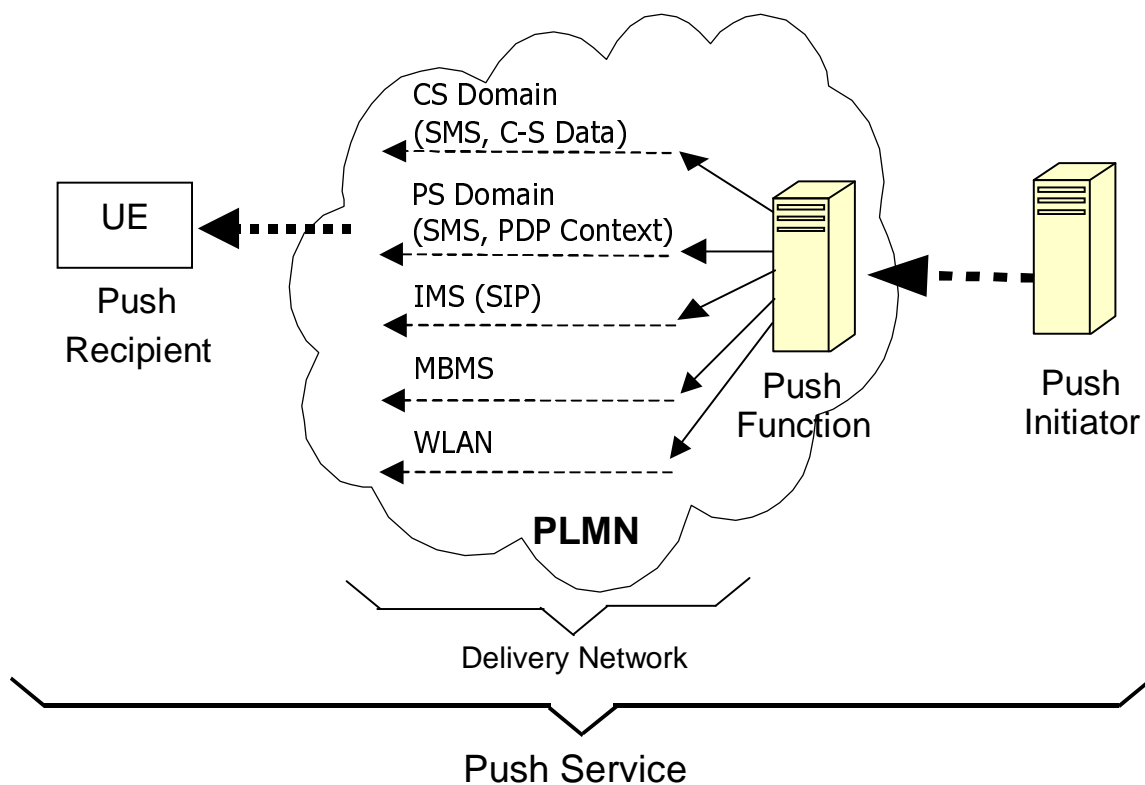 CS Domain
(SMS, C-S Data)
PS Domain
(SMS, PDP Context)
IMS (SIP)
MBMS
WLAN
PLMN
UE
Push
Recipient
Push
Function
Push
Initiator
Delivery Network
Push Service